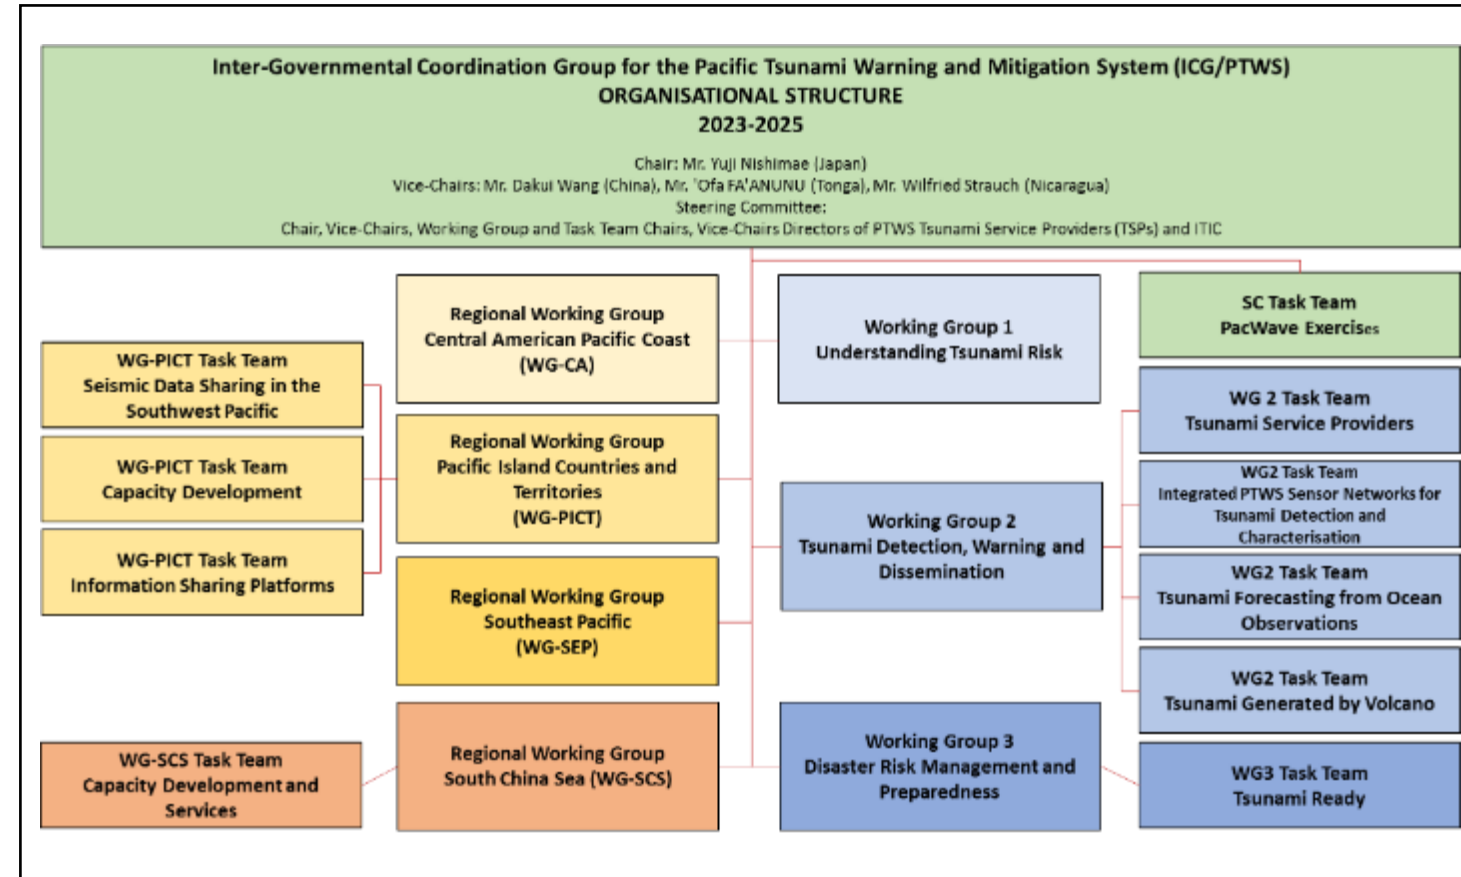 Inter-Governmental Coordination Group for the Pacific Tsunami Warning and Mitigation System (ICG/PTWS)
ORGANISATIONAL STRUCTURE
2023-2025
Chair: Mr. Yuji Nishimae (Japan)
Vice-Chairs: Mr. Dakui Wang (China), Mr. 'Ofa FA'ANUNU (Tonga), Mr. Wilfried Strauch (Nicaragua)
Steering Committee:
Chair, Vice-Chairs, Working Group and Task Team Chairs, Vice-Chairs Directors of PTWS Tsunami Service Providers (TSPs) and ITIC
WG-PICT Task Team
Seismic Data Sharing in the
Southwest Pacific
WG-PICT Task Team
Capacity Development
WG-PICT Task Team
Information Sharing Platforms
WG-SCS Task Team
Capacity Development and
Services
Regional Working Group
Central American Pacific Coast
(WG-CA)
Regional Working Group
Pacific Island Countries and
Territories
(WG-PICT)
Regional Working Group
Southeast Pacific
(WG-SEP)
Regional Working Group
South China Sea (WG-SCS)
Working Group 1
Understanding Tsunami Risk
Working Group 2
Tsunami Detection, Warning and
Dissemination
Working Group 3
Disaster Risk Management and
Preparedness
SC Task Team
PacWave Exercises
WG 2 Task Team
Tsunami Service Providers
WG2 Task Team
Integrated PTWS Sensor Networks for
Tsunami Detection and
Characterisation
WG2 Task Team
Tsunami Forecasting from Ocean
Observations
WG2 Task Team
Tsunami Generated by Volcano
WG3 Task Team
Tsunami Ready